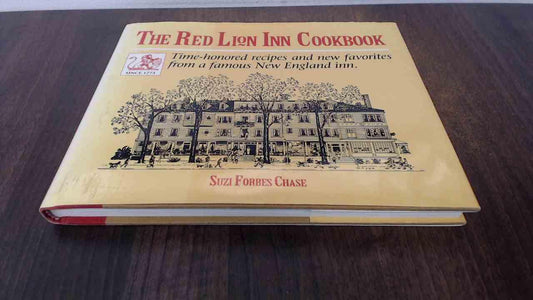 THE RED LION INN COOKBOOK
Time-honored recipes and new favorites
from a famous New England inn.
SINCE 1773
SUZI FORBES CHASE